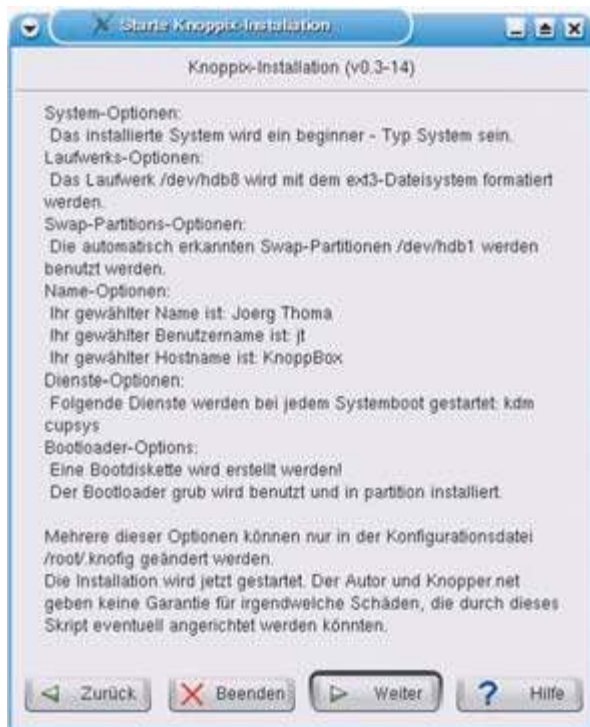 Starte Knoppix-Installation
Knoppix-Installation (v0.3-14)
System-Optionen:
Das installierte System wird ein beginner - Typ System sein.
Laufwerks-Optionen:
Das Laufwerk /dev/hdb8 wird mit dem ext3-Dateisystem formatiert
werden.
Swap-Partitions-Optionen:
Die automatisch erkannten Swap-Partitionen /dev/hdb1 werden
benutzt werden.
Name-Optionen:
Ihr gewählter Name ist: Joerg Thoma
Ihr gewählter Benutzername ist: jt
Ihr gewählter Hostname ist: KnoppBox
Dienste-Optionen:
Folgende Dienste werden bei jedem Systemboot gestartet: kdm
cupsys
Bootloader-Options:
Eine Bootdiskette wird erstellt werden!
Der Bootloader grub wird benutzt und in partition installiert.
Mehrere dieser Optionen können nur in der Konfigurationsdatei
/root/.knofig geändert werden.
Die Installation wird jetzt gestartet. Der Autor und Knopper.net
geben keine Garantie für irgendwelche Schäden, die durch dieses
Skript eventuell angerichtet werden könnten.
Zurück
Beenden
Weiter
? Hilfe